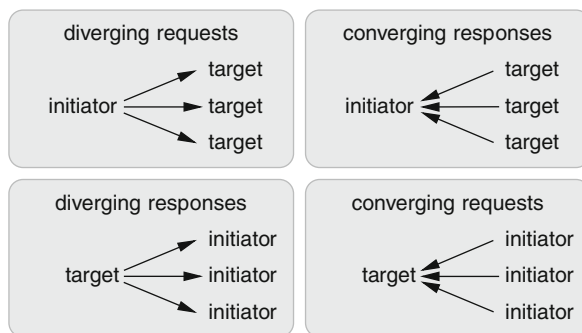 diverging requests
target
initiator target
target
converging responses
target
initiator target
target
diverging responses
initiator
target initiator
initiator
converging requests
initiator
target initiator
initiator